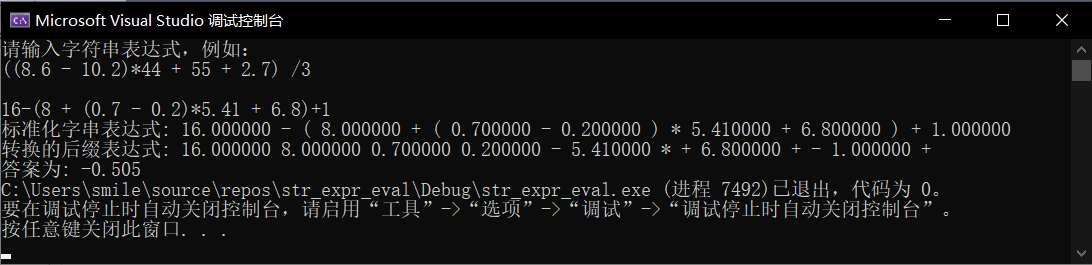 Microsoft Visual Studio 调试控制台
请输入字符串表达式，例如：
((8.6 - 10.2)*44 + 55 + 2.7) /3
16-(8 + (0.7 - 0.2)*5.41 + 6.8)+1
标准化字串表达式: 16.000000 - ( 8.000000 + ( 0.700000 - 0.200000 ) * 5.410000 + 6.800000 ) + 1.000000
转换的后缀表达式: 16.000000 8.000000 0.700000 0.200000 - 5.410000 * + 6.800000 + - 1.000000 +
答案为: -0.505
C:\Users\smile\source\repos\str_expr_eval\Debug\str_expr_eval.exe (进程 7492)已退出，代码为 0。
要在调试停止时自动关闭控制台，请启用“工具”->“选项”->“调试”->“调试停止时自动关闭控制台”。
按任意键关闭此窗口. . .